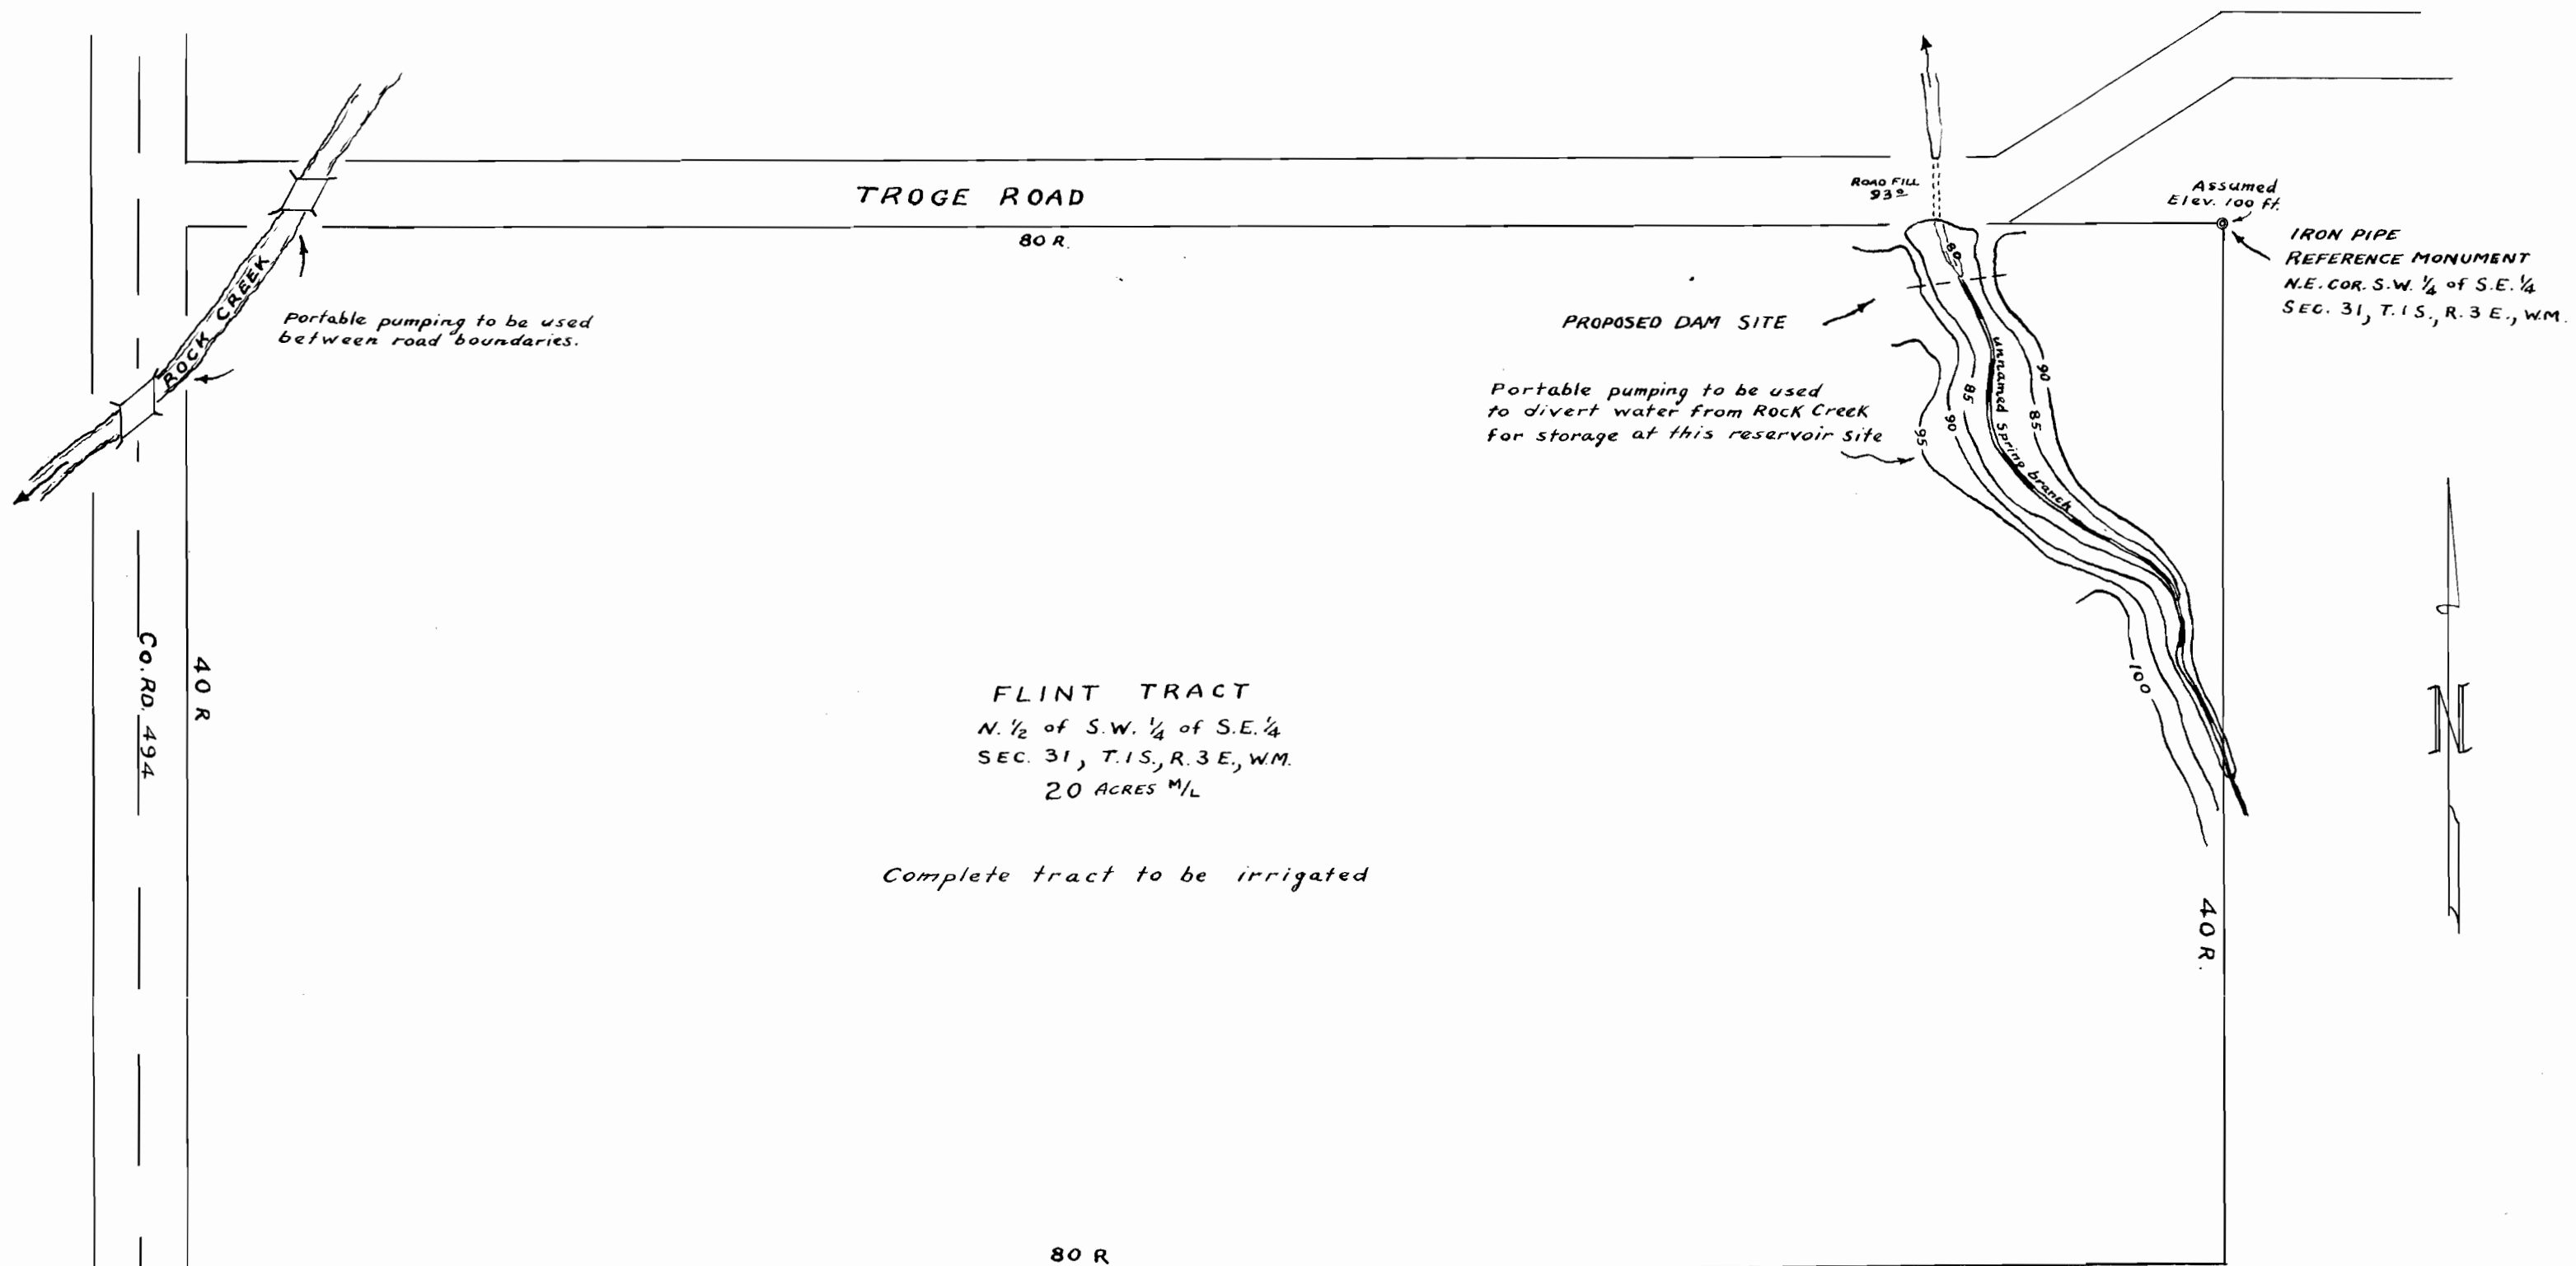 TROGE ROAD
80 R.
ROAD FILL
93º
Assumed
Elev. 100 ft.
IRON PIPE
REFERENCE MONUMENT
N.E. COR. S.W. ¼ of S.E. ¼
SEC. 31, T. 1 S., R. 3 E., W.M.
ROCK CREEK
Portable pumping to be used
between road boundaries.
PROPOSED DAM SITE
Portable pumping to be used
to divert water from Rock Creek
for storage at this reservoir site
80
90
85
85
90
95
100
unnamed Spring branch
Co. RD. 494
40 R
FLINT TRACT
N. ½ of S.W. ¼ of S.E. ¼
SEC. 31, T. 1 S., R. 3 E., W.M.
20 ACRES M/L
Complete tract to be irrigated
N
40 R.
80 R